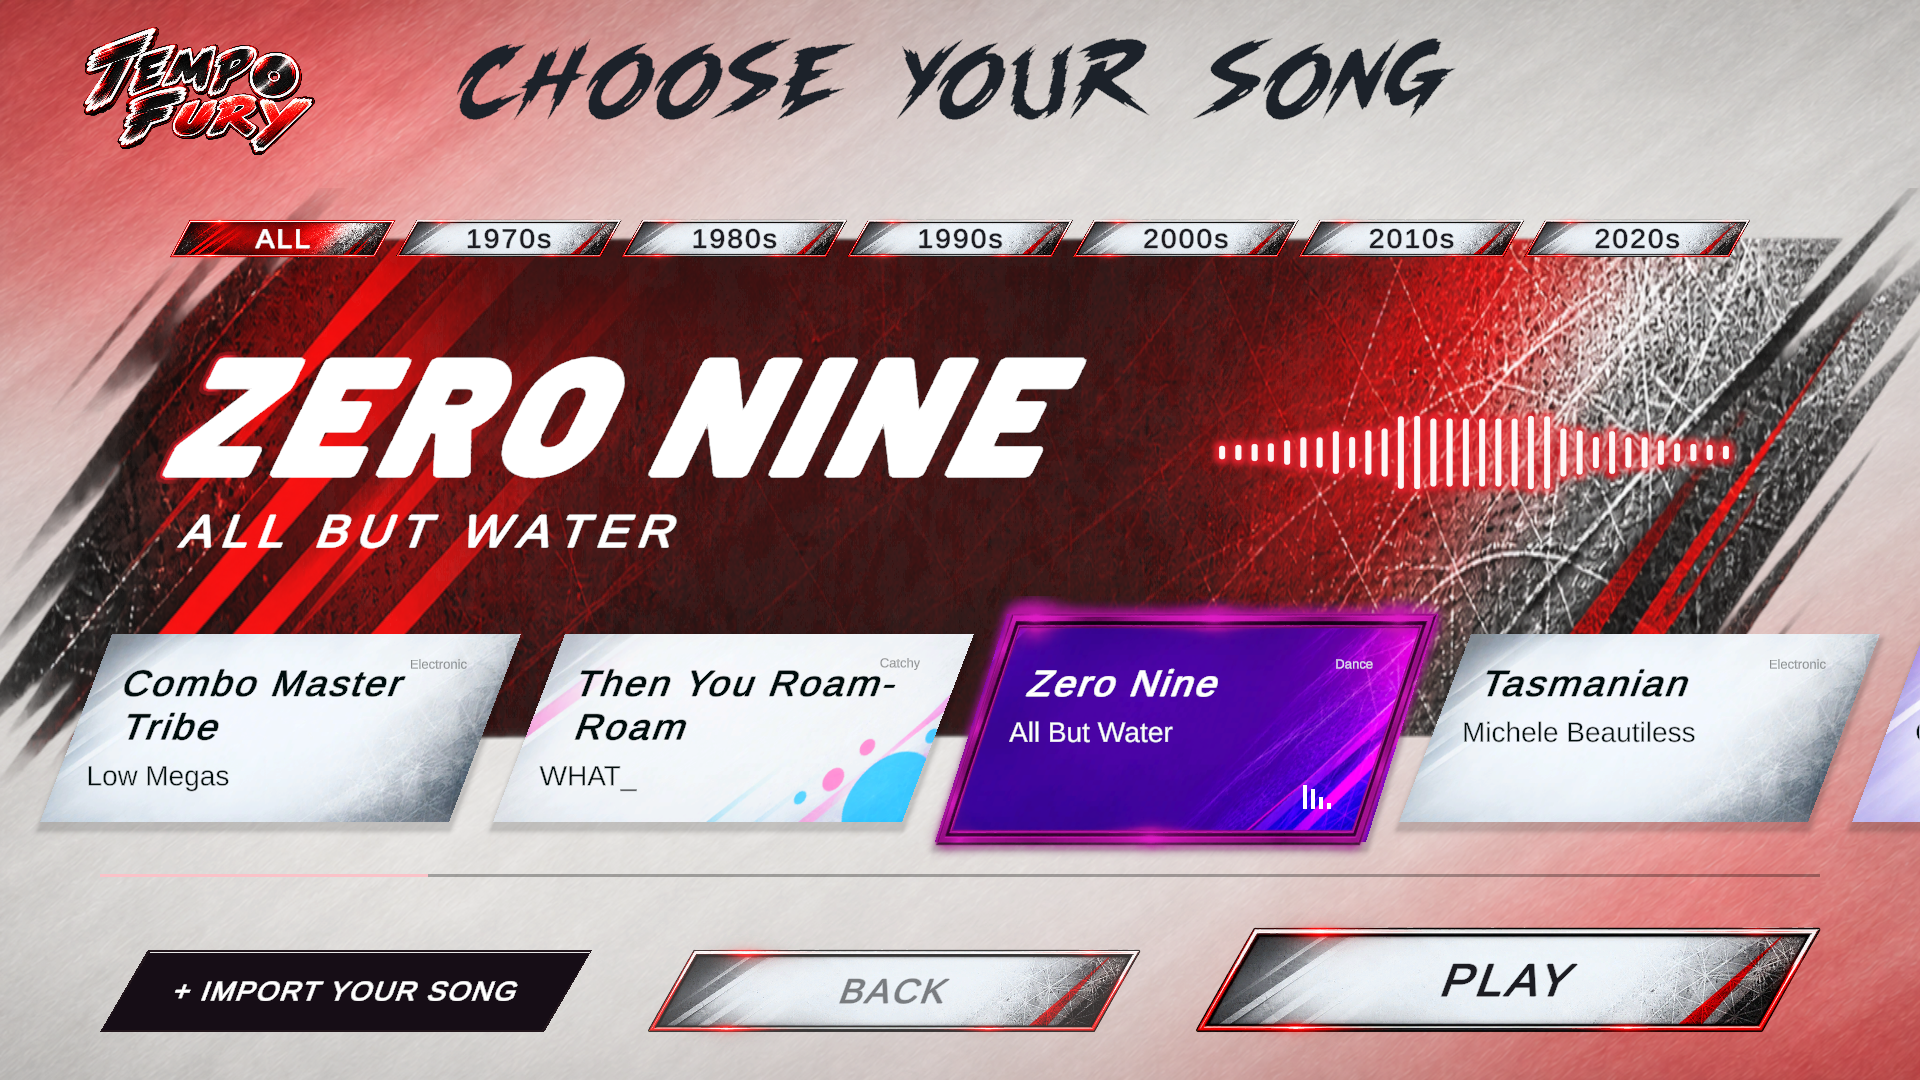 TEMPO
FURY
CHOOSE YOUR SONG
ALL
1970s
1980s
1990s
2000s
2010s
2020s
ZERO NINE
ALL BUT WATER
Combo Master
Tribe
Electronic
Low Megas
Then You Roam-
Roam
Catchy
WHAT_
Zero Nine
Dance
All But Water
Tasmanian
Electronic
Michele Beautiless
+ IMPORT YOUR SONG
BACK
PLAY